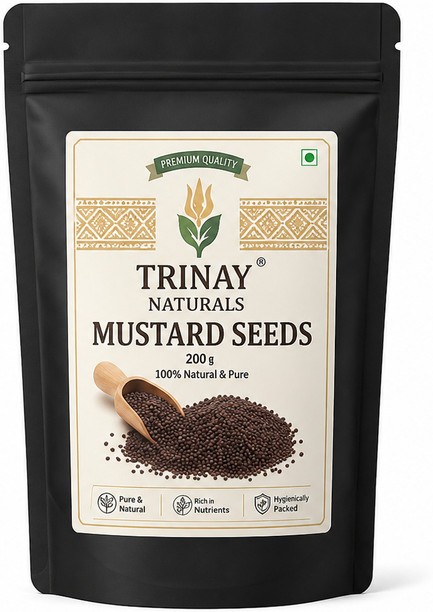 PREMIUM QUALITY
TRINAY®
NATURALS
MUSTARD SEEDS
200 g
100% Natural & Pure
Pure &
Natural
Rich in
Nutrients
Hygienically
Packed